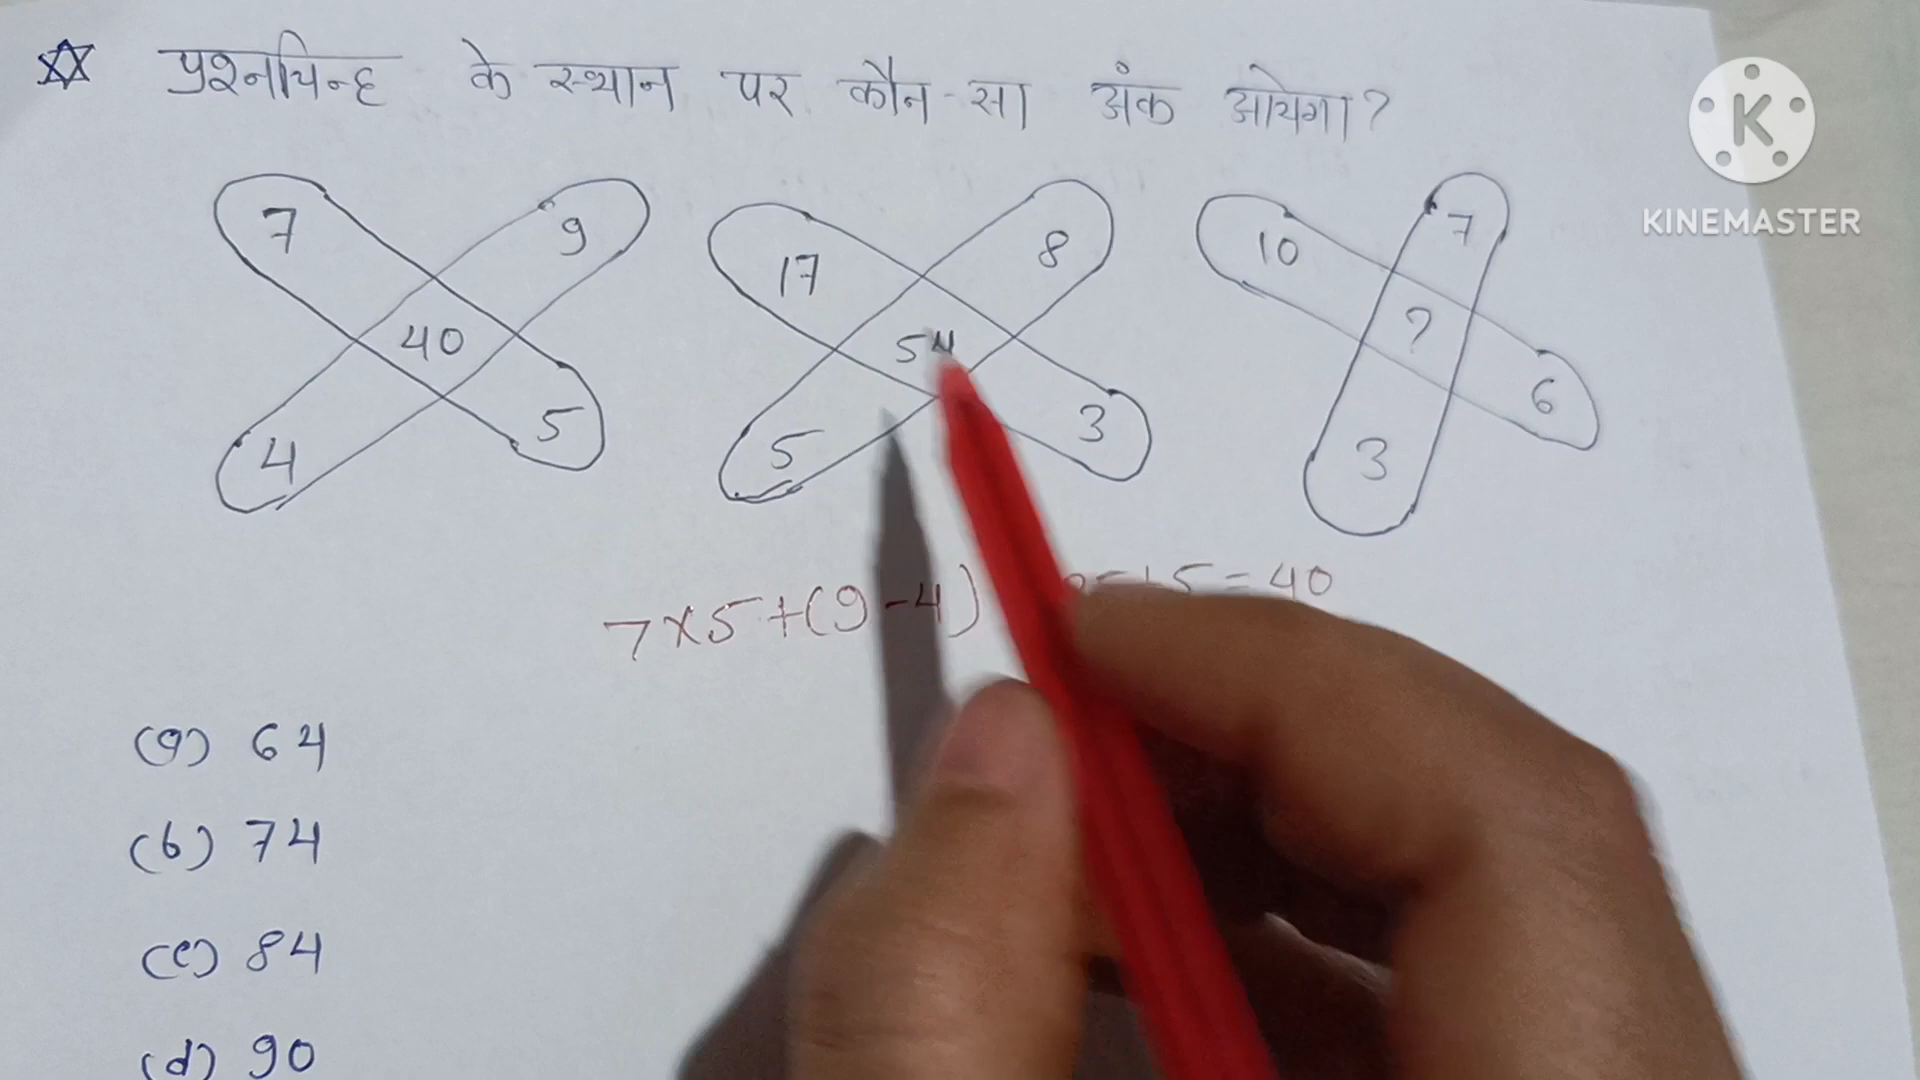 प्रश्नचिन्ह के स्थान पर कौन-सा अंक आयेगा?
K
KINEMASTER
7 9 17 8 10 7
40 54 ?
4 5 5 3 3 6
7×5+(9-4) 5=40
(a) 64
(b) 74
(c) 84
(d) 90